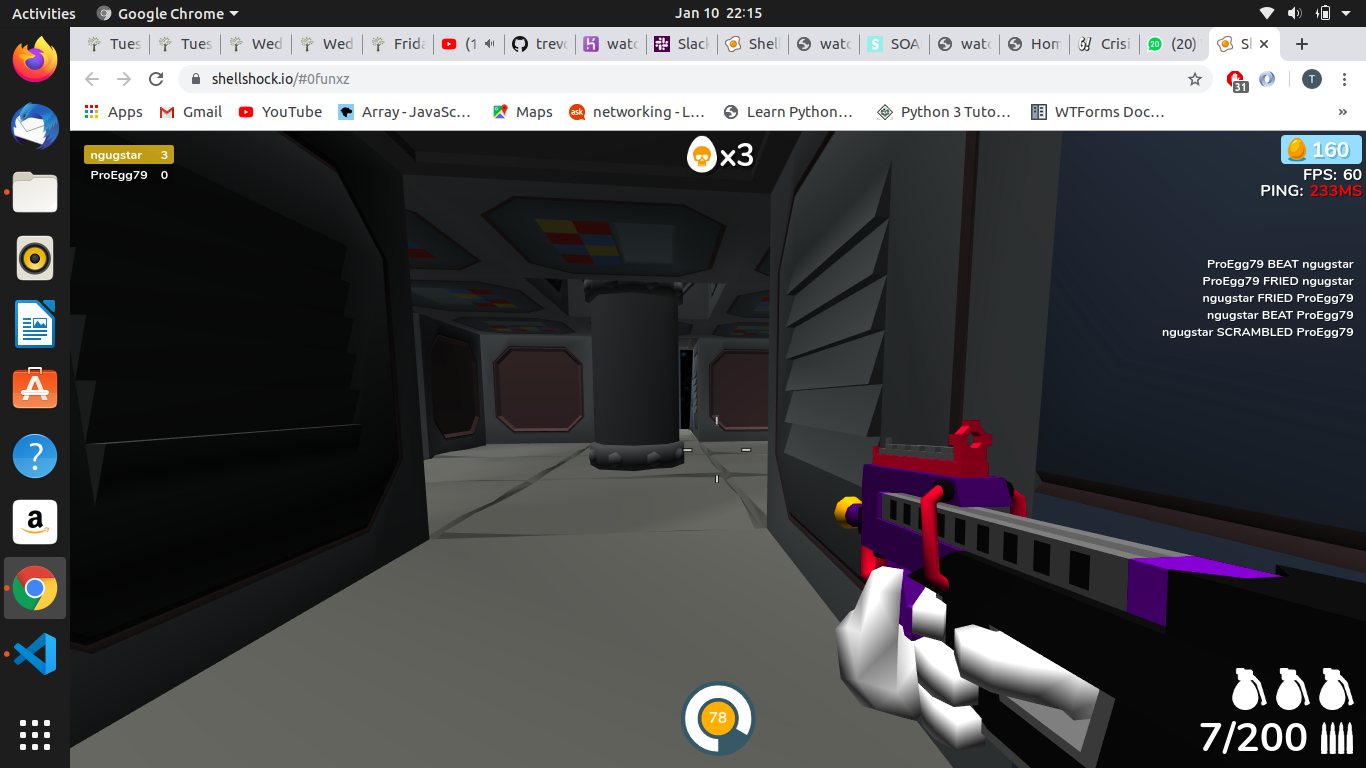 Activities Google Chrome Jan 10 22:15
Tues Tues Wed Wed Frida (1 trevo watc Slack Shell watc SOA watc Hom Crisi (20)
shellshock.io/#0funxz 31 T
Apps Gmail YouTube Array - JavaSc... Maps ask networking - L... Learn Python... Python 3 Tuto... WTForms Doc... »
ngugstar 3
ProEgg79 0
x3
160
FPS: 60
PING: 233MS
ProEgg79 BEAT ngugstar
ProEgg79 FRIED ngugstar
ngugstar FRIED ProEgg79
ngugstar BEAT ProEgg79
ngugstar SCRAMBLED ProEgg79
78
7/200